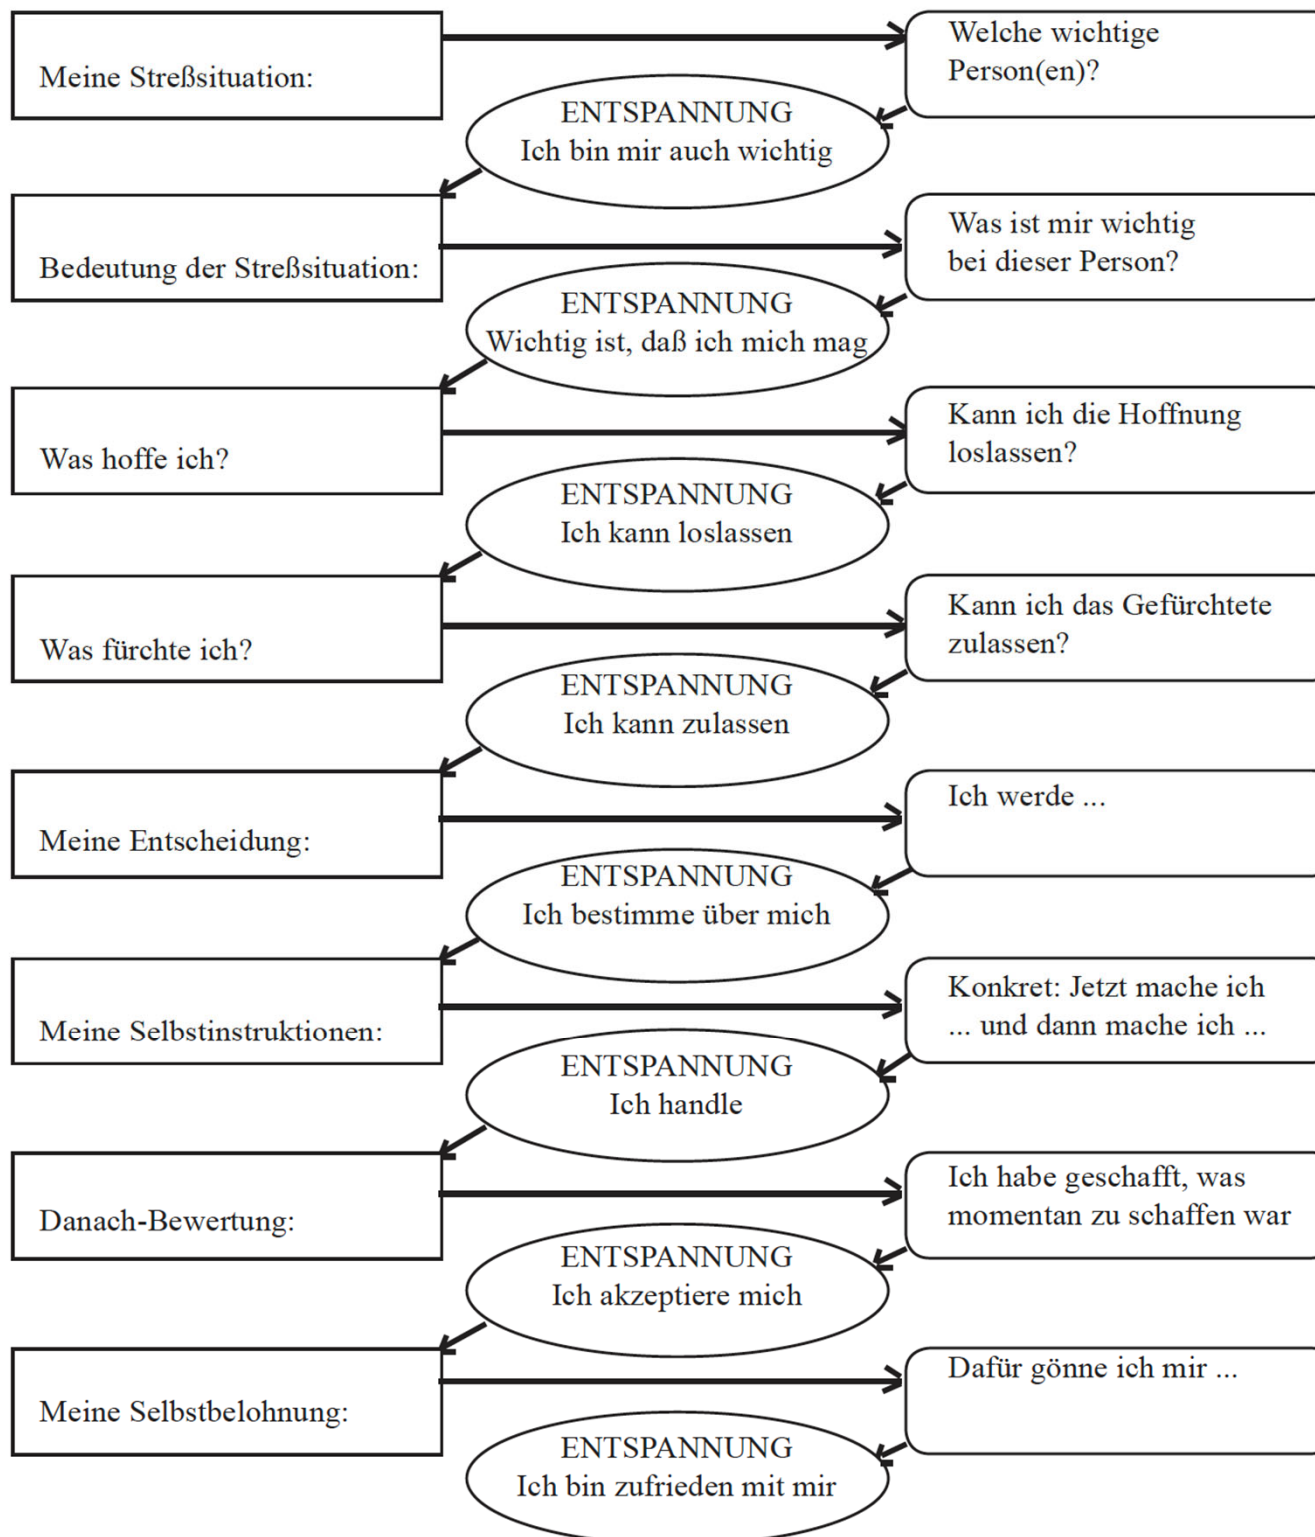 Meine Streßsituation:
Welche wichtige
Person(en)?
ENTSPANNUNG
Ich bin mir auch wichtig
Bedeutung der Streßsituation:
Was ist mir wichtig
bei dieser Person?
ENTSPANNUNG
Wichtig ist, daß ich mich mag
Was hoffe ich?
Kann ich die Hoffnung
loslassen?
ENTSPANNUNG
Ich kann loslassen
Was fürchte ich?
Kann ich das Gefürchtete
zulassen?
ENTSPANNUNG
Ich kann zulassen
Meine Entscheidung:
Ich werde ...
ENTSPANNUNG
Ich bestimme über mich
Meine Selbstinstruktionen:
Konkret: Jetzt mache ich
... und dann mache ich ...
ENTSPANNUNG
Ich handle
Danach-Bewertung:
Ich habe geschafft, was
momentan zu schaffen war
ENTSPANNUNG
Ich akzeptiere mich
Meine Selbstbelohnung:
Dafür gönne ich mir ...
ENTSPANNUNG
Ich bin zufrieden mit mir